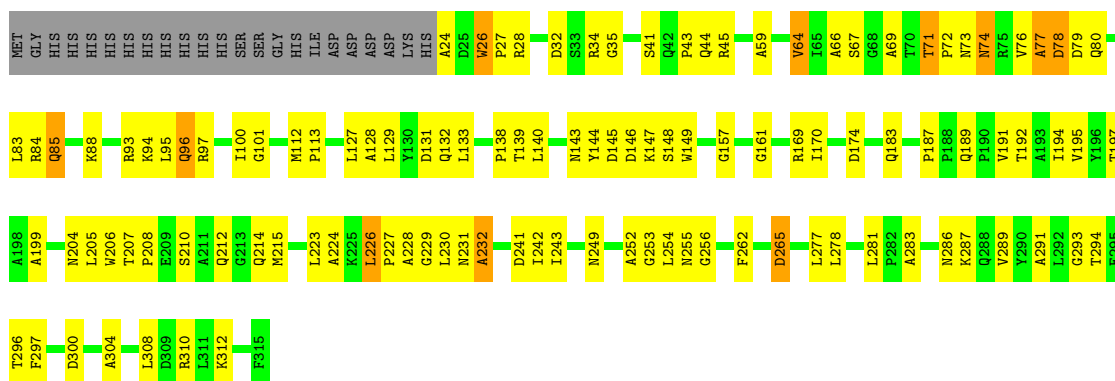 MET GLY HIS HIS HIS HIS HIS HIS HIS HIS HIS HIS SER SER GLY HIS ILE ASP ASP ASP ASP LYS HIS A24 D25 W26 P27 R28 D32 S33 R34 G35 S41 Q42 P43 Q44 R45 A59 V64 I65 A66 S67 G68 A69 T70 T71 P72 N73 N74 R75 V76 A77 D78 D79 Q80
L83 R84 Q85 K88 R93 K94 L95 Q96 R97 I100 G101 M112 P113 L127 A128 L129 Y130 D131 Q132 L133 P138 T139 L140 N143 Y144 D145 D146 K147 S148 W149 G157 G161 R169 I170 D174 Q183 P187 P188 Q189 P190 V191 T192 A193 I194 V195 Y196 T197
A198 A199 N204 L205 W206 T207 P208 E209 S210 A211 Q212 G213 Q214 M215 L223 A224 K225 L226 P227 A228 G229 L230 N231 A232 D241 I242 I243 N249 A252 G253 L254 N255 G256 F262 D265 L277 L278 L281 P282 A283 N286 K287 Q288 V289 Y290 A291 L292 G293 T294
T296 F297 D300 A304 L308 D309 R310 L311 K312 F315